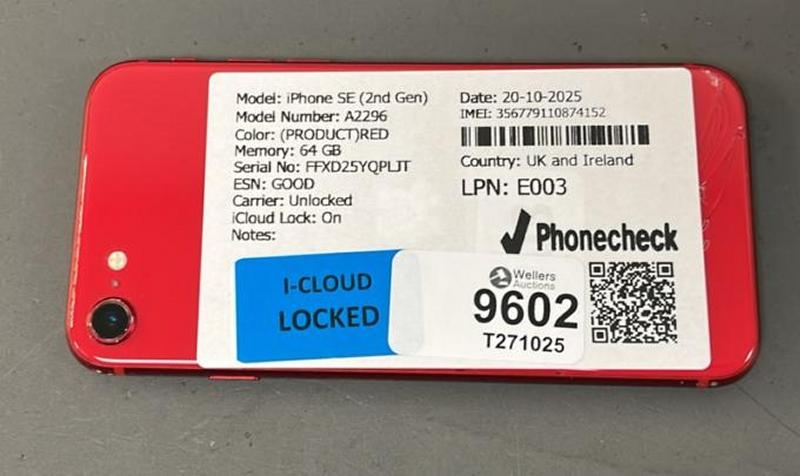 Model: iPhone SE (2nd Gen)
Model Number: A2296
Color: (PRODUCT)RED
Memory: 64 GB
Serial No: FFXD25YQPLJT
ESN: GOOD
Carrier: Unlocked
iCloud Lock: On
Notes:
Date: 20-10-2025
IMEI: 356779110874152
Country: UK and Ireland
LPN: E003
Phonecheck
I-CLOUD
LOCKED
Wellers
Auctions
9602
T271025